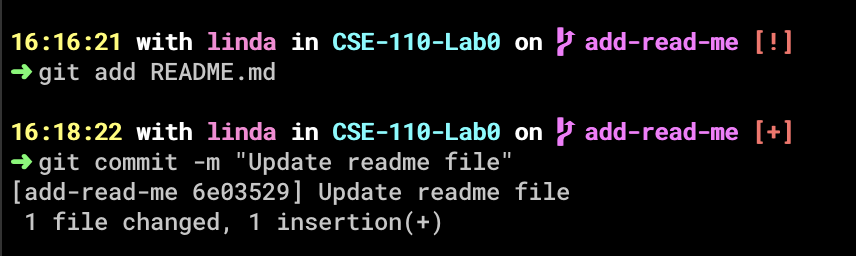 16:16:21 with linda in CSE-110-Lab0 on add-read-me [!]
➜ git add README.md
16:18:22 with linda in CSE-110-Lab0 on add-read-me [+]
➜ git commit -m "Update readme file"
[add-read-me 6e03529] Update readme file
1 file changed, 1 insertion(+)